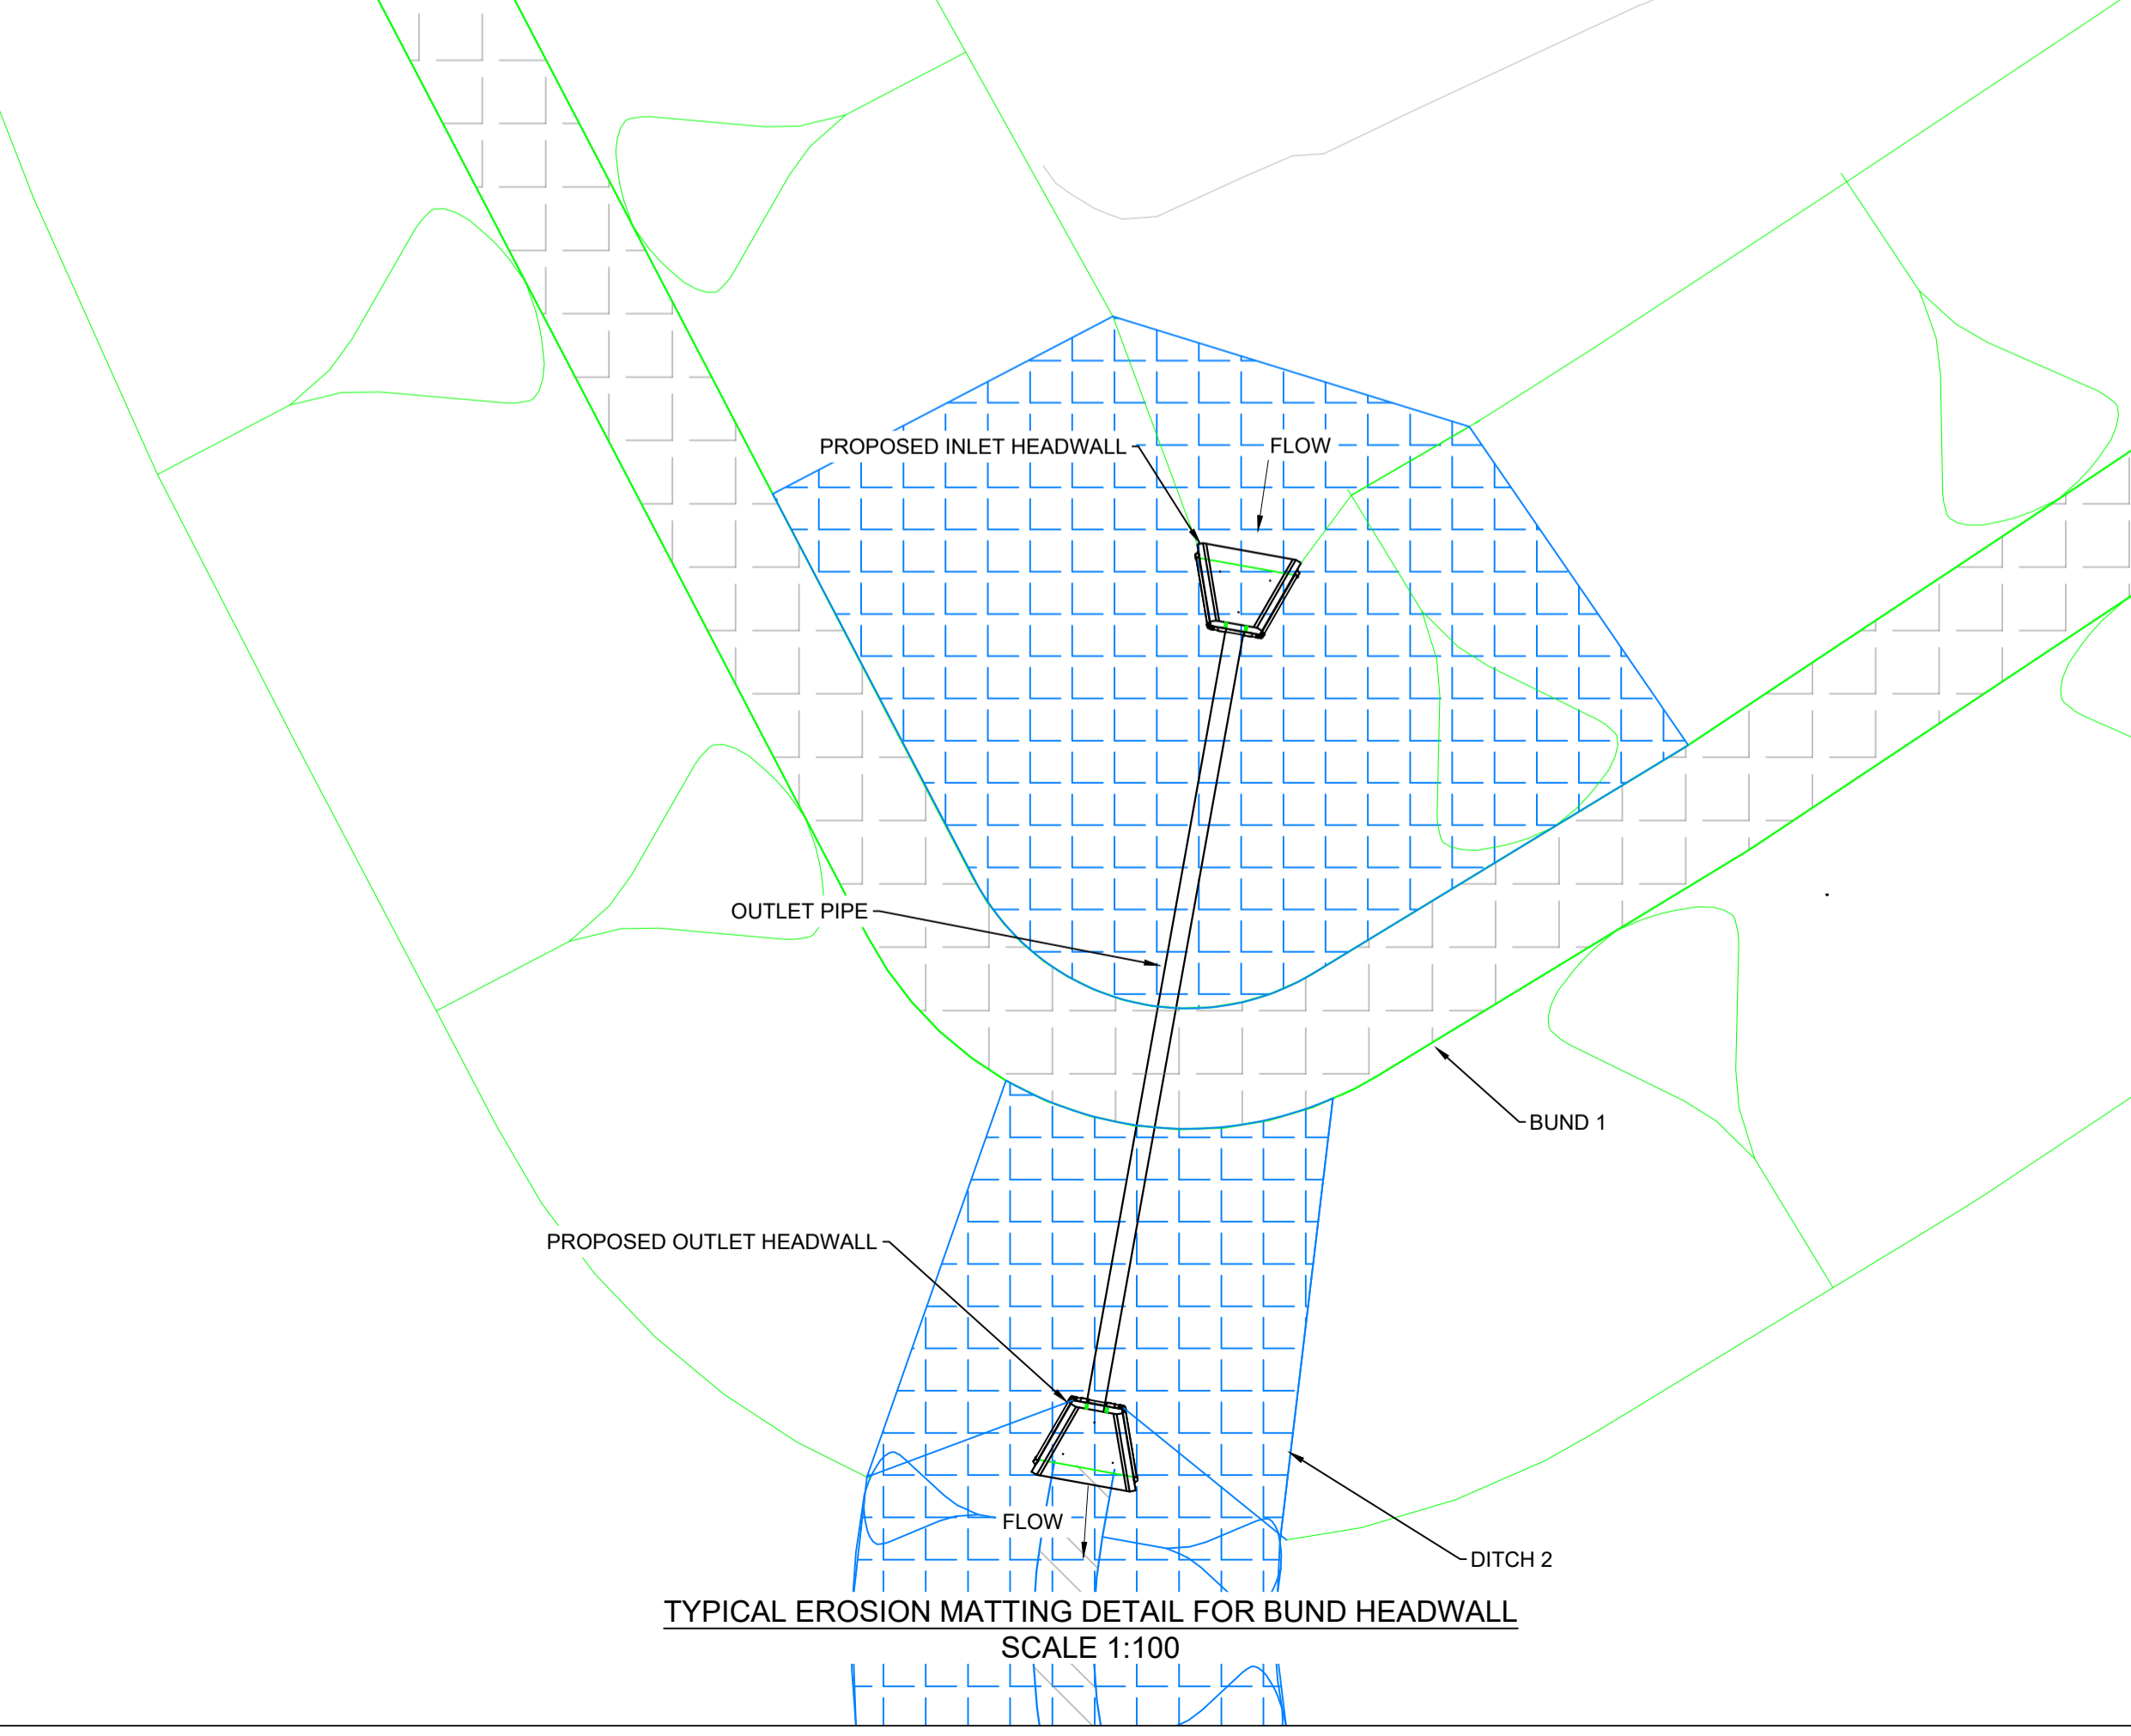 PROPOSED INLET HEADWALL
FLOW
OUTLET PIPE
BUND 1
PROPOSED OUTLET HEADWALL
FLOW
DITCH 2
TYPICAL EROSION MATTING DETAIL FOR BUND HEADWALL
SCALE 1:100